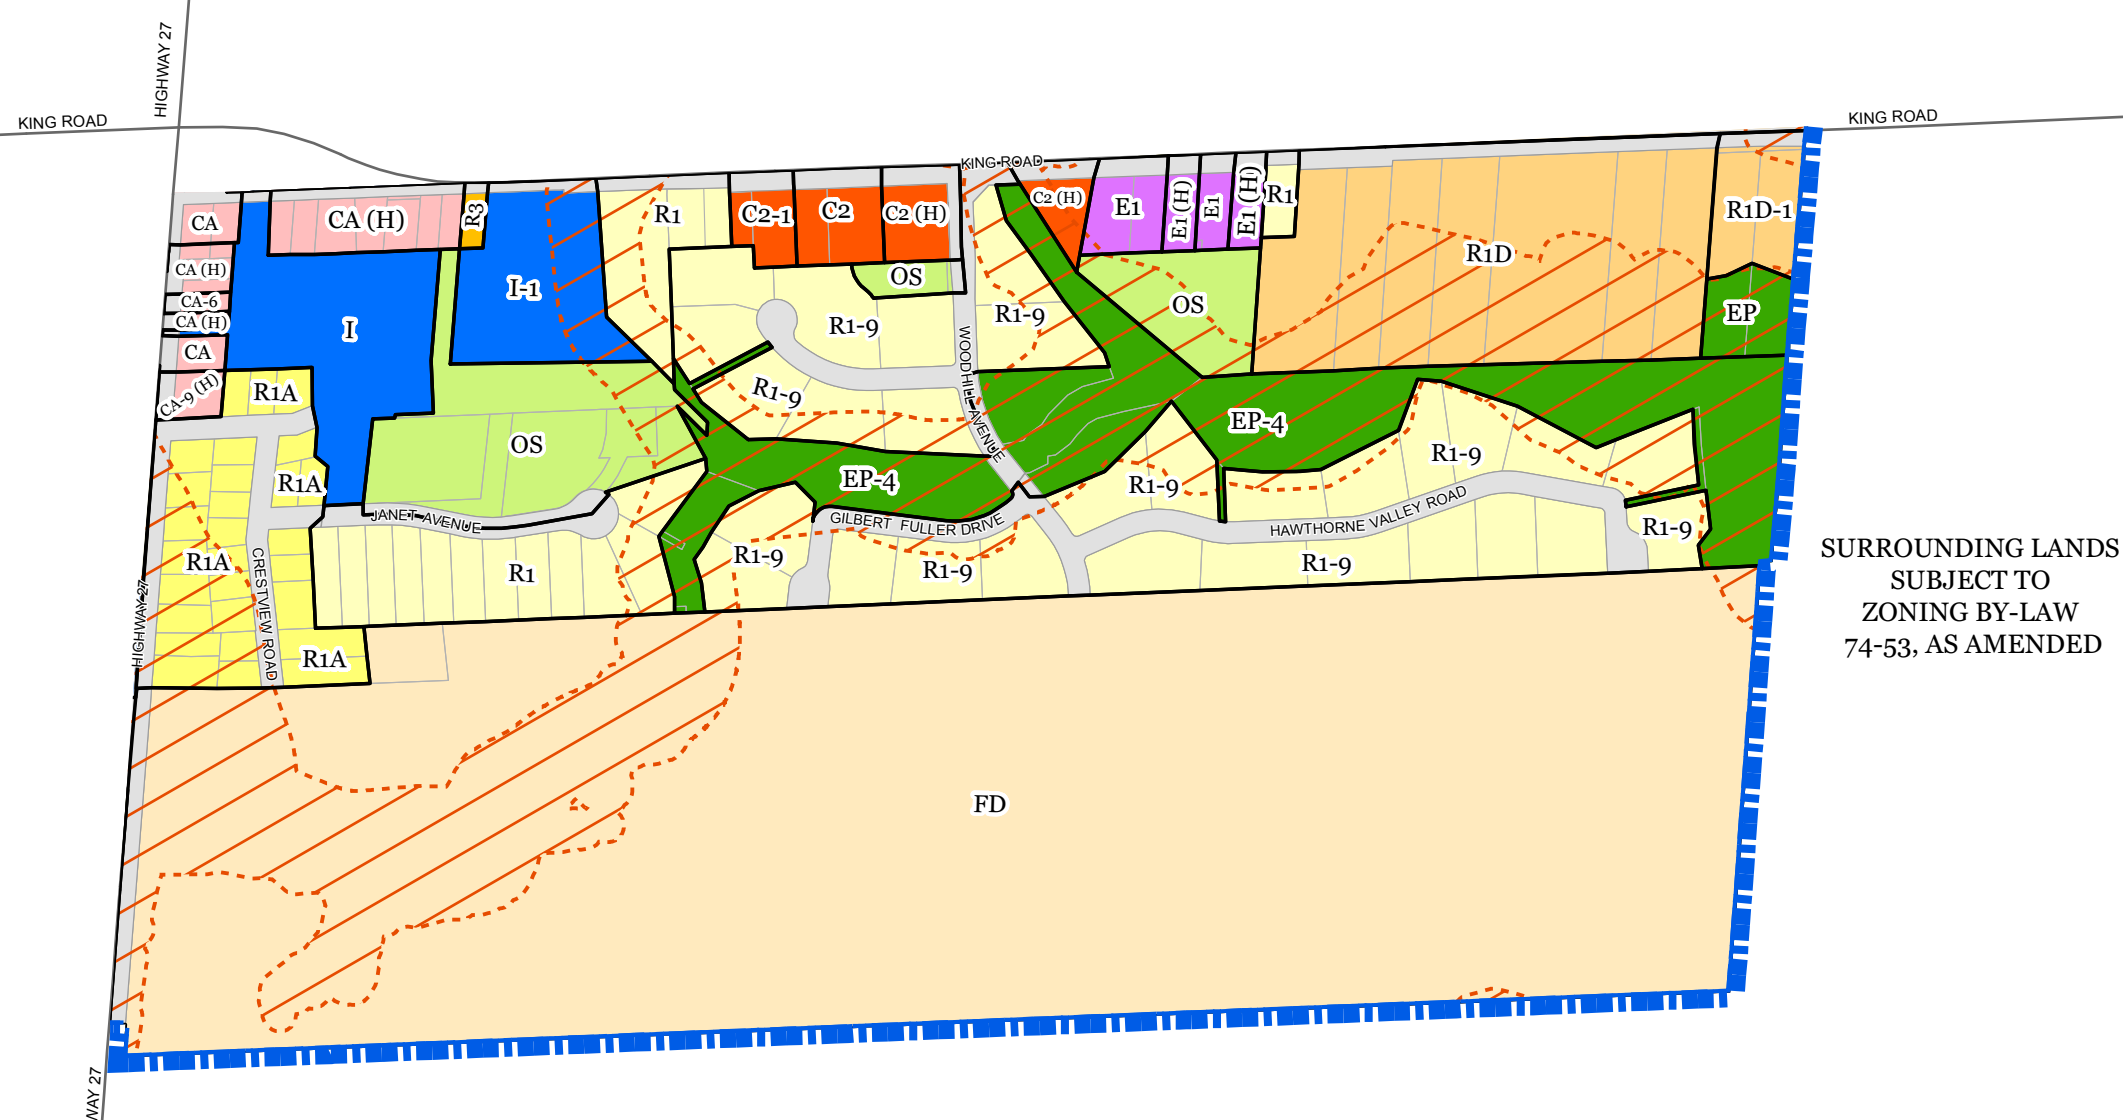 HIGHWAY 27
KING ROAD
KING ROAD
KING ROAD
CA
CA (H)
R3
R1
C2-1
C2
C2 (H)
C2 (H)
E1
E1 (H)
E1
E1 (H)
R1
R1D
R1D-1
CA (H)
CA-6
CA (H)
CA
CA-9 (H)
I
I-1
OS
R1-9
R1-9
OS
EP
R1A
R1-9
WOODHILL AVENUE
EP-4
OS
R1A
EP-4
R1-9
R1-9
JANET AVENUE
GILBERT FULLER DRIVE
HAWTHORNE VALLEY ROAD
R1-9
R1A
CRESTVIEW ROAD
R1
R1-9
R1-9
R1-9
HIGHWAY 27
R1A
SURROUNDING LANDS
SUBJECT TO
ZONING BY-LAW
74-53, AS AMENDED
FD
WAY 27